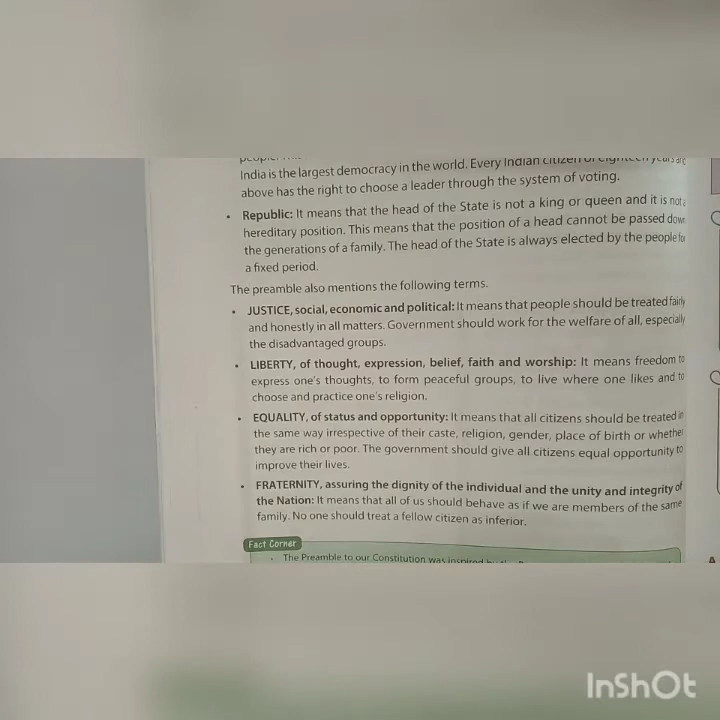 India is the largest democracy in the world. Every Indian citizen of eighteen years and
above has the right to choose a leader through the system of voting.
• Republic: It means that the head of the State is not a king or queen and it is not a
hereditary position. This means that the position of a head cannot be passed down
the generations of a family. The head of the State is always elected by the people for
a fixed period.
The preamble also mentions the following terms.
• JUSTICE, social, economic and political: It means that people should be treated fairly
and honestly in all matters. Government should work for the welfare of all, especially
the disadvantaged groups.
• LIBERTY, of thought, expression, belief, faith and worship: It means freedom to
express one's thoughts, to form peaceful groups, to live where one likes and to
choose and practice one's religion.
• EQUALITY, of status and opportunity: It means that all citizens should be treated in
the same way irrespective of their caste, religion, gender, place of birth or whether
they are rich or poor. The government should give all citizens equal opportunity to
improve their lives.
• FRATERNITY, assuring the dignity of the individual and the unity and integrity of
the Nation: It means that all of us should behave as if we are members of the same
family. No one should treat a fellow citizen as inferior.
Fact Corner
• The Preamble to our Constitution was inspired by the
InShOt